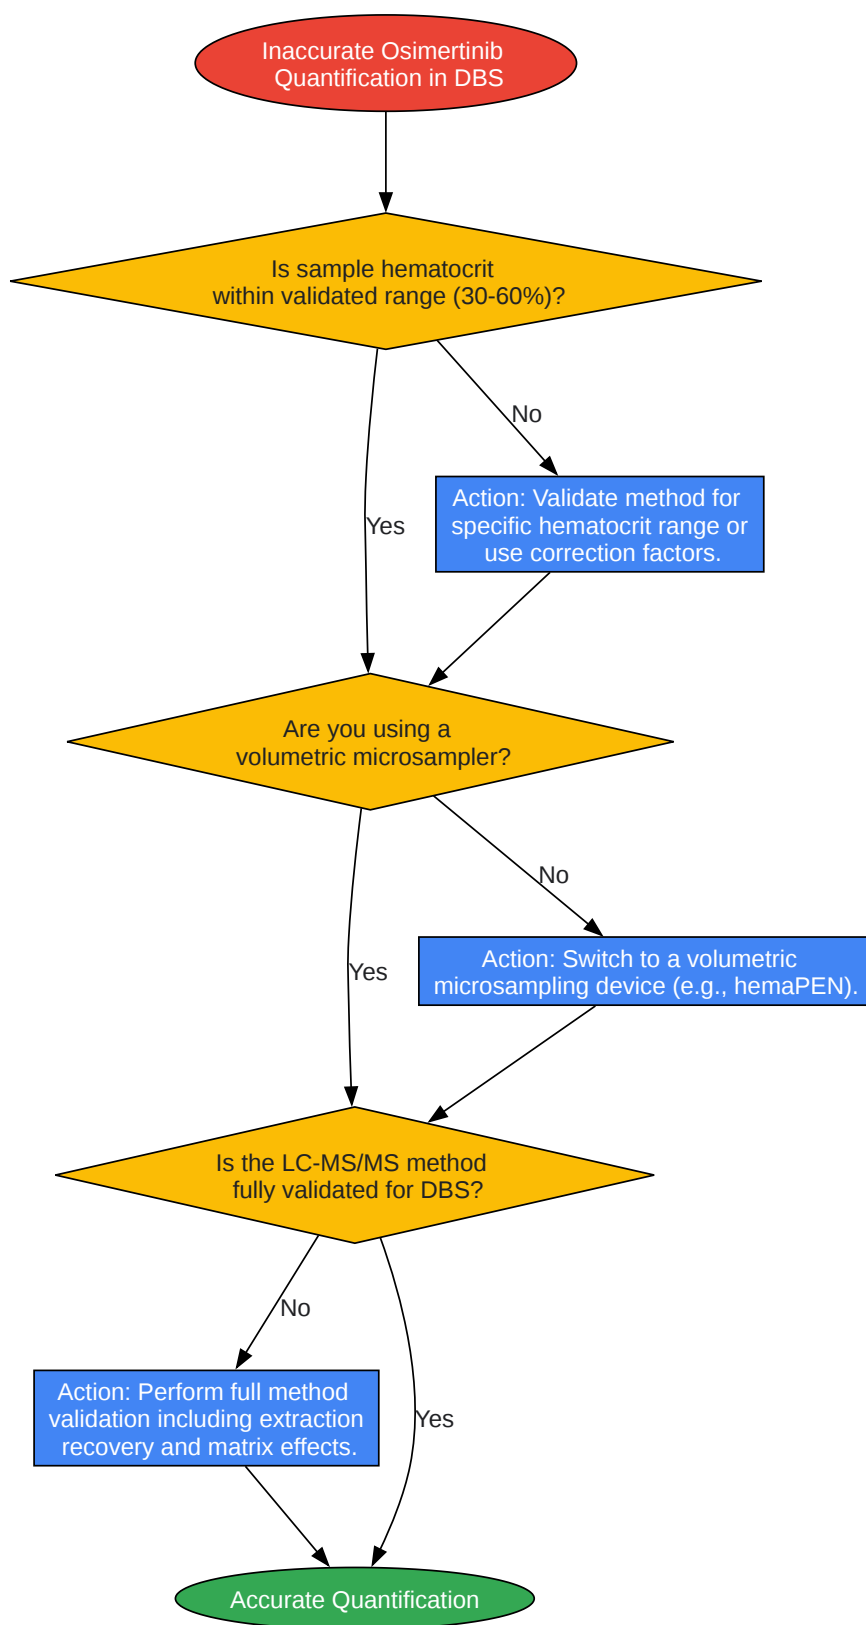 Inaccurate Osimertinib
Quantification in DBS
Is sample hematocrit
within validated range (30-60%)?
No
Action: Validate method for
specific hematocrit range or
use correction factors.
Yes
Are you using a
volumetric microsampler?
No
Action: Switch to a volumetric
microsampling device (e.g., hemaPEN).
Yes
Is the LC-MS/MS method
fully validated for DBS?
No
Action: Perform full method
validation including extraction
recovery and matrix effects.
Yes
Accurate Quantification